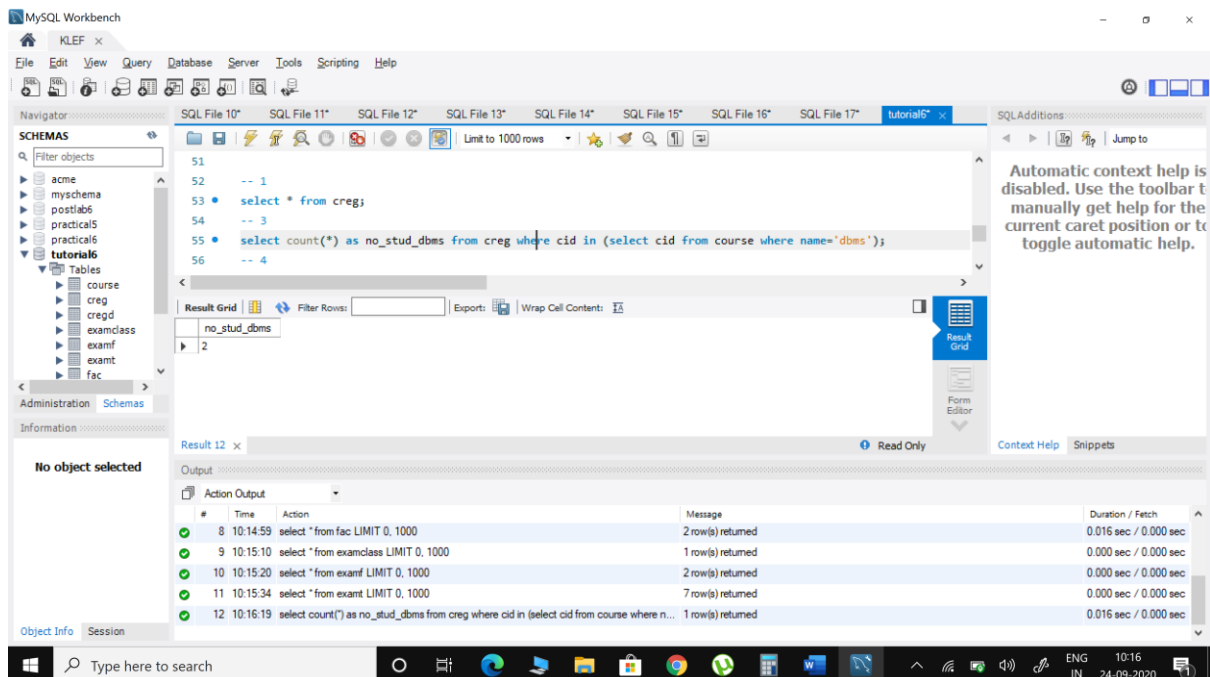 MySQL Workbench
KLEF ×
File Edit View Query Database Server Tools Scripting Help
Navigator
SCHEMAS
Filter objects
acme
myschema
postlab6
practical5
practical6
tutorial6
Tables
course
creg
cregd
examclass
examf
examt
fac
Administration Schemas
Information
No object selected
Object Info Session
SQL File 10* SQL File 11* SQL File 12* SQL File 13* SQL File 14* SQL File 15* SQL File 16* SQL File 17* tutorial6* ×
Limit to 1000 rows
51
52 -- 1
53 select * from creg;
54 -- 3
55 select count(*) as no_stud_dbms from creg where cid in (select cid from course where name='dbms');
56 -- 4
Result Grid Filter Rows: Export: Wrap Cell Content: IA
no_stud_dbms
2
Result Grid
Form Editor
Result 12 × Read Only
Output
Action Output
# Time Action Message Duration / Fetch
8 10:14:59 select * from fac LIMIT 0, 1000 2 row(s) returned 0.016 sec / 0.000 sec
9 10:15:10 select * from examclass LIMIT 0, 1000 1 row(s) returned 0.000 sec / 0.000 sec
10 10:15:20 select * from examf LIMIT 0, 1000 2 row(s) returned 0.000 sec / 0.000 sec
11 10:15:34 select * from examt LIMIT 0, 1000 7 row(s) returned 0.000 sec / 0.000 sec
12 10:16:19 select count(*) as no_stud_dbms from creg where cid in (select cid from course where n... 1 row(s) returned 0.016 sec / 0.000 sec
SQLAdditions
Jump to
Automatic context help is
disabled. Use the toolbar t
manually get help for the
current caret position or to
toggle automatic help.
Context Help Snippets
Type here to search
ENG
IN
10:16
24-09-2020